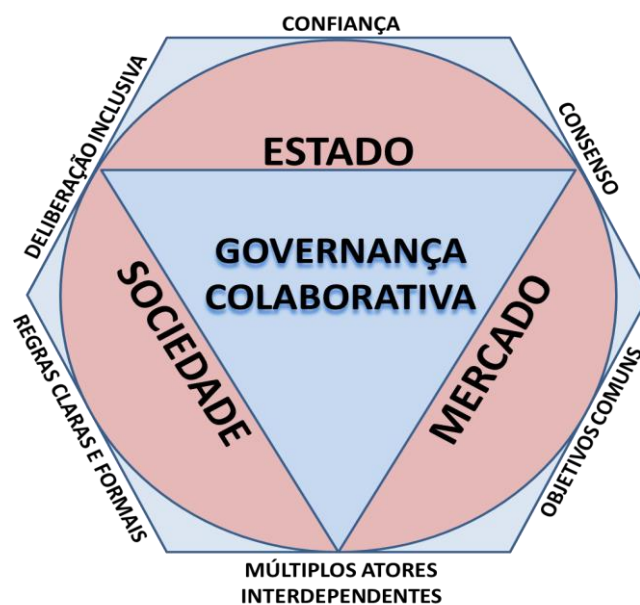 CONFIANÇA
DELIBERAÇÃO INCLUSIVA
CONSENSO
ESTADO
GOVERNANÇA
COLABORATIVA
SOCIEDADE
MERCADO
REGRAS CLARAS E FORMAIS
OBJETIVOS COMUNS
MÚLTIPLOS ATORES
INTERDEPENDENTES